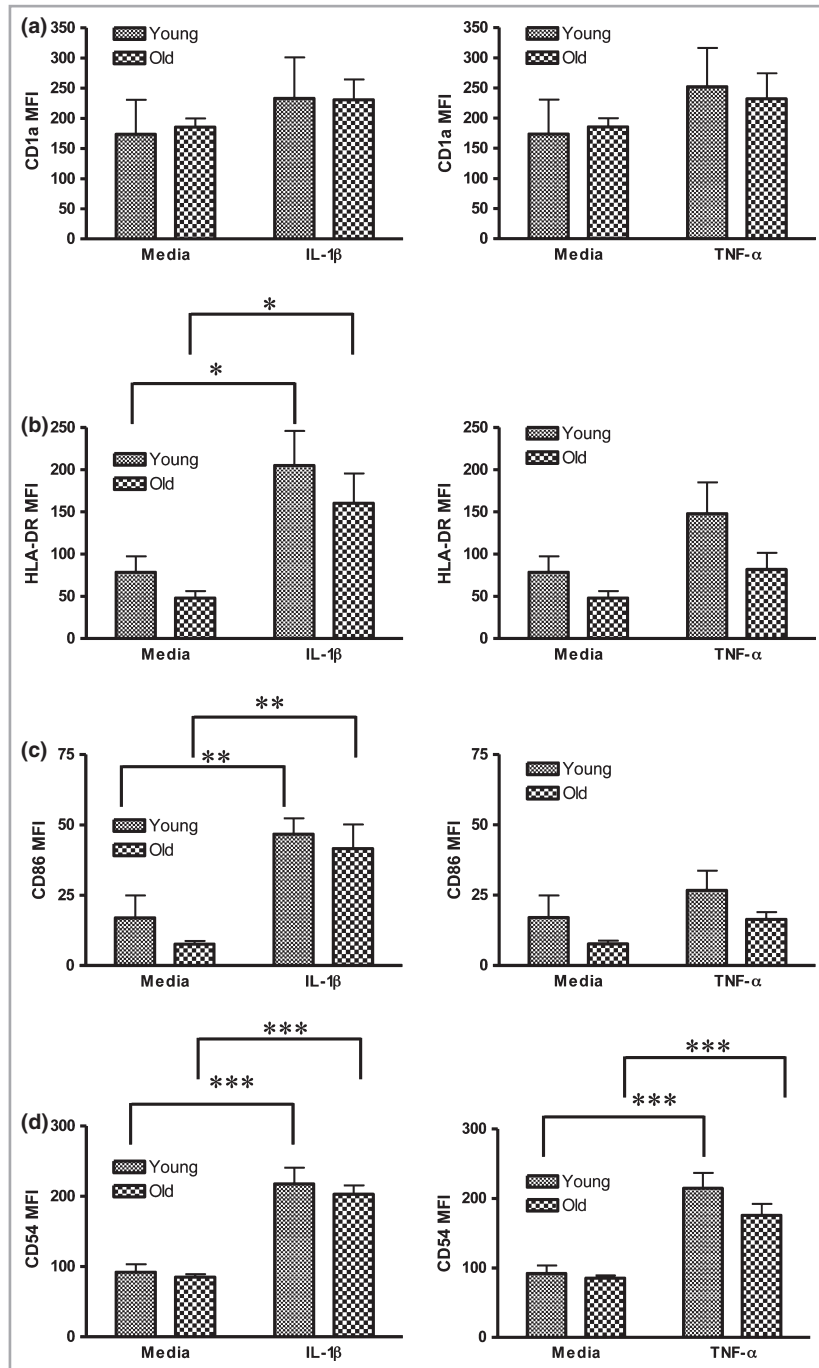 (a)
CD1a MFI
350
300
250
200
150
100
50
0
Young
Old
Media
IL-1β
CD1a MFI
350
300
250
200
150
100
50
0
Young
Old
Media
TNF-α
*
*
(b)
HLA-DR MFI
250
200
150
100
50
0
Young
Old
Media
IL-1β
HLA-DR MFI
250
200
150
100
50
0
Young
Old
Media
TNF-α
**
**
(c)
CD86 MFI
75
50
25
0
Young
Old
Media
IL-1β
CD86 MFI
75
50
25
0
Young
Old
Media
TNF-α
***
***
(d)
CD54 MFI
300
200
100
0
Young
Old
Media
IL-1β
***
***
CD54 MFI
300
200
100
0
Young
Old
Media
TNF-α